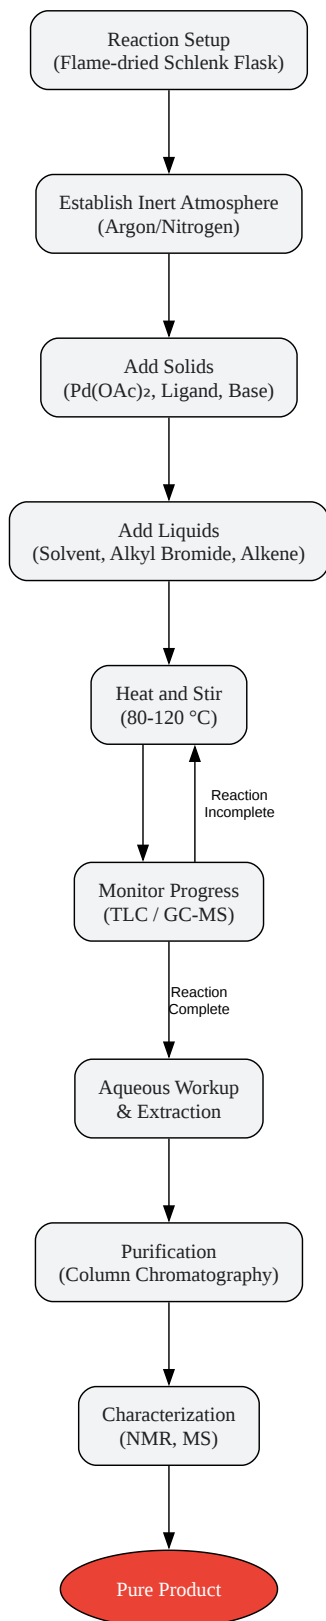 Reaction Setup
(Flame-dried Schlenk Flask)
Establish Inert Atmosphere
(Argon/Nitrogen)
Add Solids
(Pd(OAc)₂, Ligand, Base)
Add Liquids
(Solvent, Alkyl Bromide, Alkene)
Heat and Stir
(80-120 °C)
Reaction
Incomplete
Monitor Progress
(TLC / GC-MS)
Reaction
Complete
Aqueous Workup
& Extraction
Purification
(Column Chromatography)
Characterization
(NMR, MS)
Pure Product